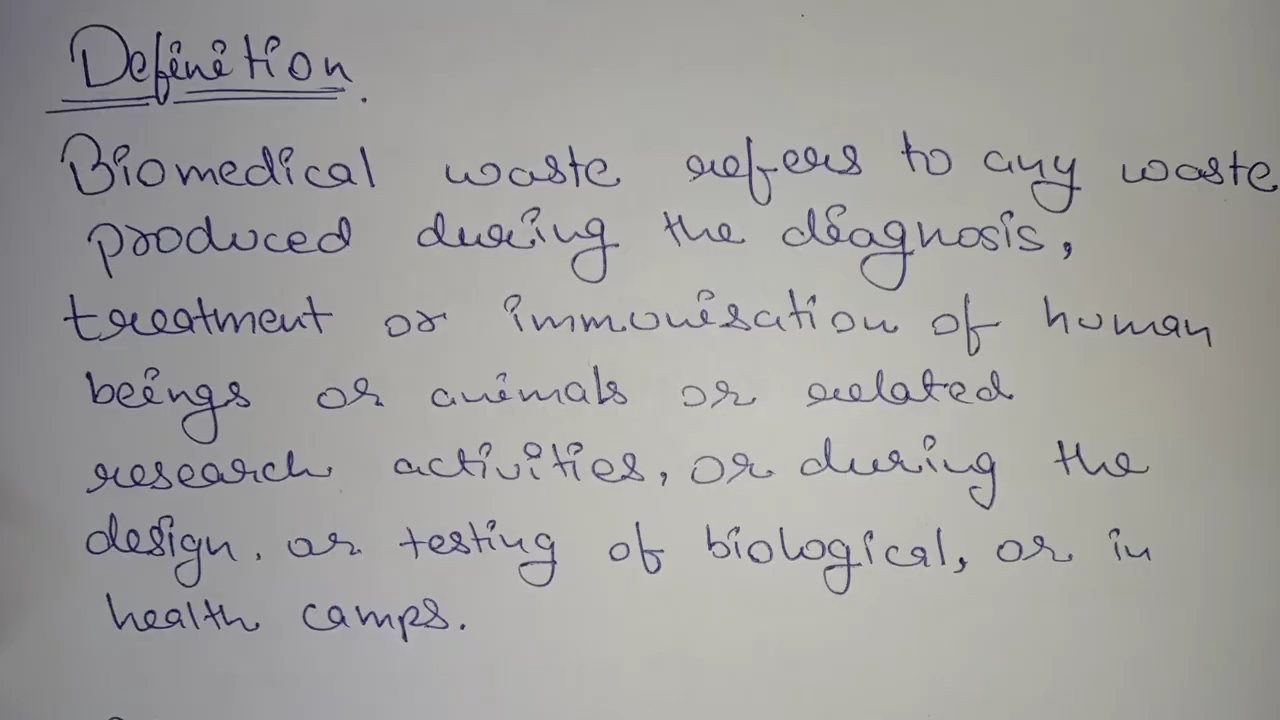 Definition.
Biomedical waste refers to any waste
produced during the diagnosis,
treatment or immunisation of human
beings or animals or related
research activities, or during the
design, or testing of biological, or in
health camps.